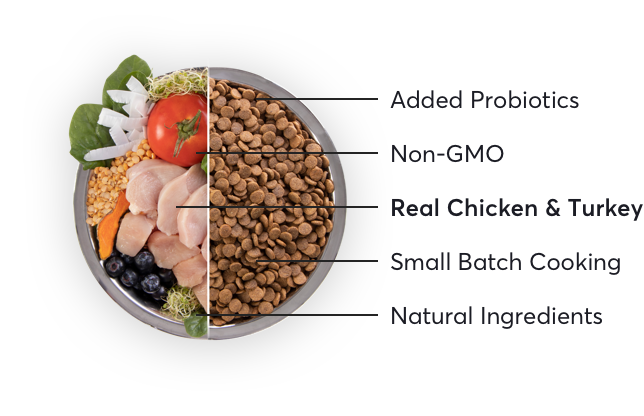 Added Probiotics
Non-GMO
Real Chicken & Turkey
Small Batch Cooking
Natural Ingredients